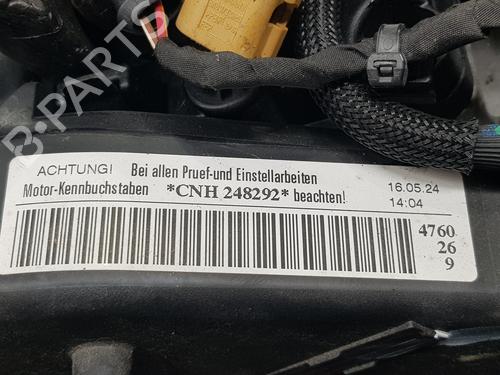 B-PARTS
ACHTUNG! Bei allen Pruef-und Einstellarbeiten
Motor-Kennbuchstaben *CNH 248292* beachten!
16.05.24
14:04
4760
26
9